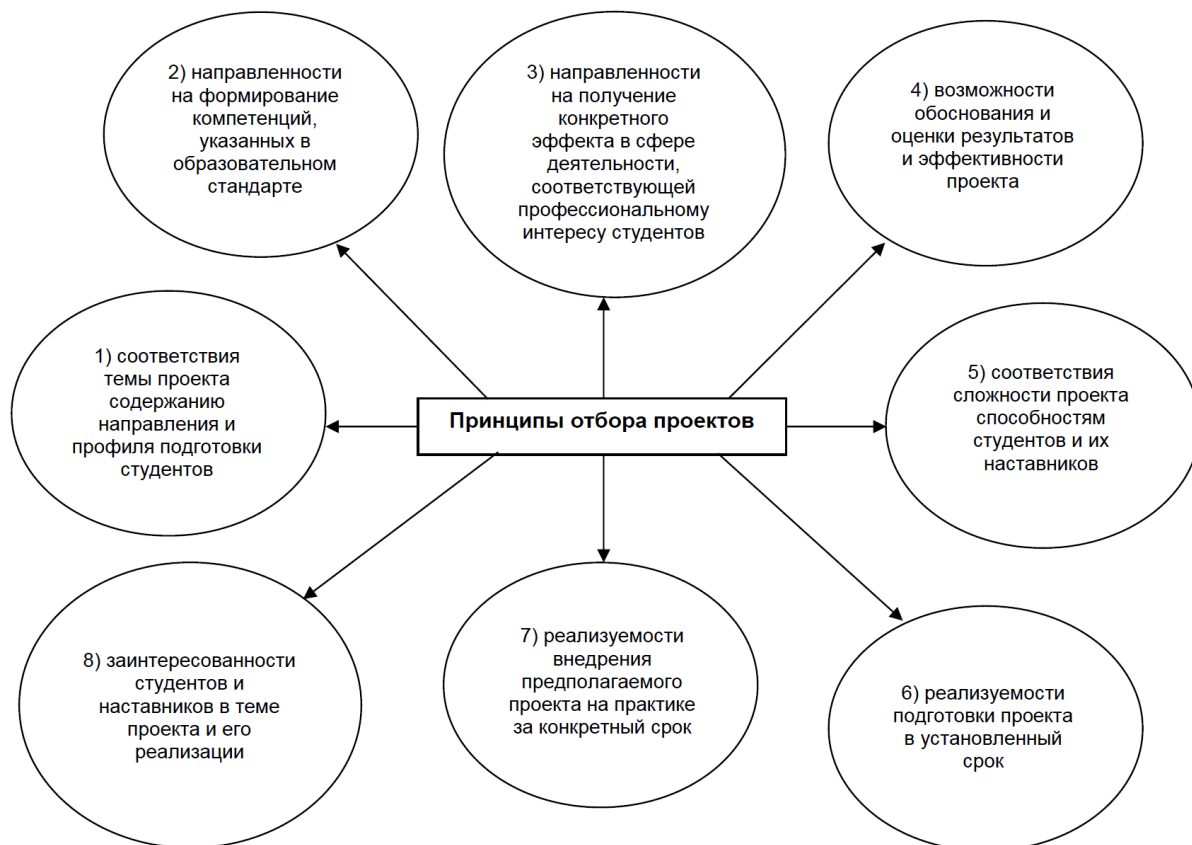 2) направленности
на формирование
компетенций,
указанных в
образовательном
стандарте
3) направленности
на получение
конкретного
эффекта в сфере
деятельности,
соответствующей
профессиональному
интересу студентов
4) возможности
обоснования и
оценки результатов
и эффективности
проекта
1) соответствия
темы проекта
содержанию
направления и
профиля подготовки
студентов
Принципы отбора проектов
5) соответствия
сложности проекта
способностям
студентов и их
наставников
8) заинтересованности
студентов и
наставников в теме
проекта и его
реализации
7) реализуемости
внедрения
предполагаемого
проекта на практике
за конкретный срок
6) реализуемости
подготовки проекта
в установленный
срок